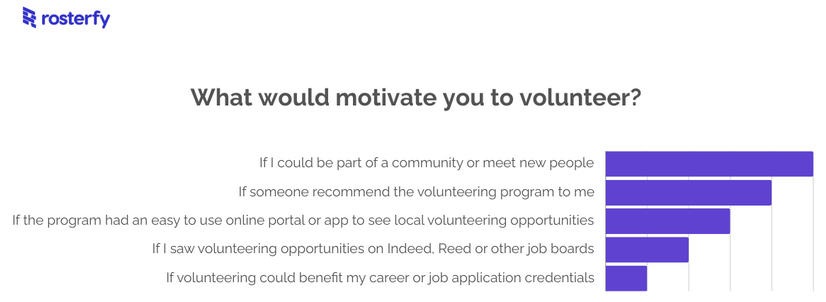 rosterfy
What would motivate you to volunteer?
If I could be part of a community or meet new people
If someone recommend the volunteering program to me
If the program had an easy to use online portal or app to see local volunteering opportunities
If I saw volunteering opportunities on Indeed, Reed or other job boards
If volunteering could benefit my career or job application credentials